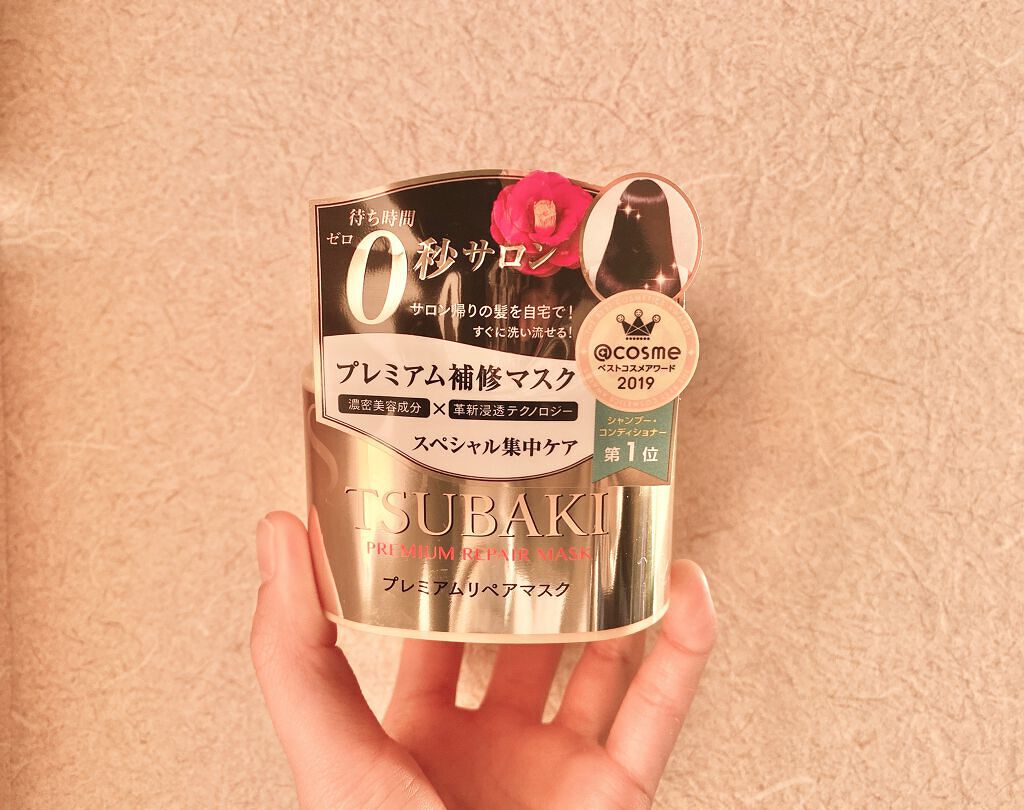 待ち時間
ゼロ
0秒サロン
サロン帰りの髪を自宅で!
すぐに洗い流せる!
プレミアム補修マスク
濃密美容成分×革新浸透テクノロジー
スペシャル集中ケア
@cosme
ベストコスメアワード
2019
シャンプー・
コンディショナー
第1位
TSUBAKI
PREMIUM REPAIR MASK
プレミアムリペアマスク